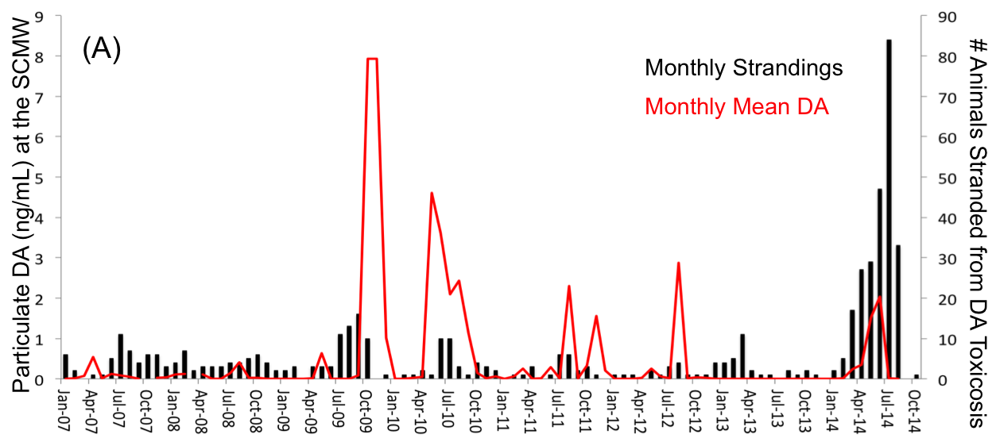 (A)
Particulate DA (ng/mL) at the SCMW
# Animals Stranded from DA Toxicosis
Monthly Strandings
Monthly Mean DA
9
8
7
6
5
4
3
2
1
0
90
80
70
60
50
40
30
20
10
0
Jan-07
Apr-07
Jul-07
Oct-07
Jan-08
Apr-08
Jul-08
Oct-08
Jan-09
Apr-09
Jul-09
Oct-09
Jan-10
Apr-10
Jul-10
Oct-10
Jan-11
Apr-11
Jul-11
Oct-11
Jan-12
Apr-12
Jul-12
Oct-12
Jan-13
Apr-13
Jul-13
Oct-13
Jan-14
Apr-14
Jul-14
Oct-14